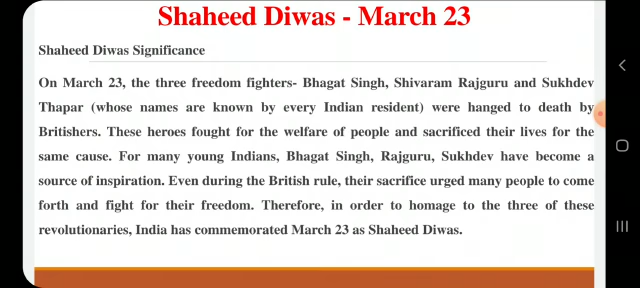 Shaheed Diwas - March 23
Shaheed Diwas Significance
On March 23, the three freedom fighters- Bhagat Singh, Shivaram Rajguru and Sukhdev
Thapar (whose names are known by every Indian resident) were hanged to death by
Britishers. These heroes fought for the welfare of people and sacrificed their lives for the
same cause. For many young Indians, Bhagat Singh, Rajguru, Sukhdev have become a
source of inspiration. Even during the British rule, their sacrifice urged many people to come
forth and fight for their freedom. Therefore, in order to homage to the three of these
revolutionaries, India has commemorated March 23 as Shaheed Diwas.